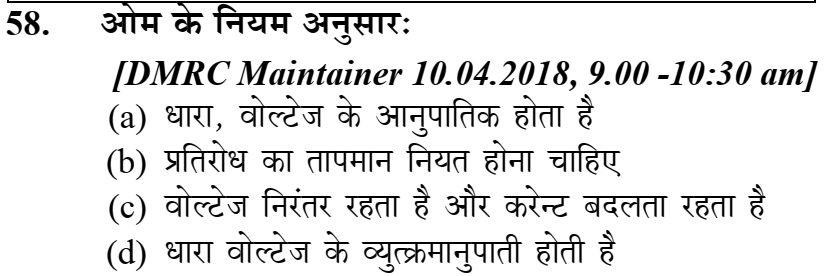 58. ओम के नियम अनुसारः
[DMRC Maintainer 10.04.2018, 9.00 -10:30 am]
(a) धारा, वोल्टेज के आनुपातिक होता है
(b) प्रतिरोध का तापमान नियत होना चाहिए
(c) वोल्टेज निरंतर रहता है और करेन्ट बदलता रहता है
(d) धारा वोल्टेज के व्युत्क्रमानुपाती होती है